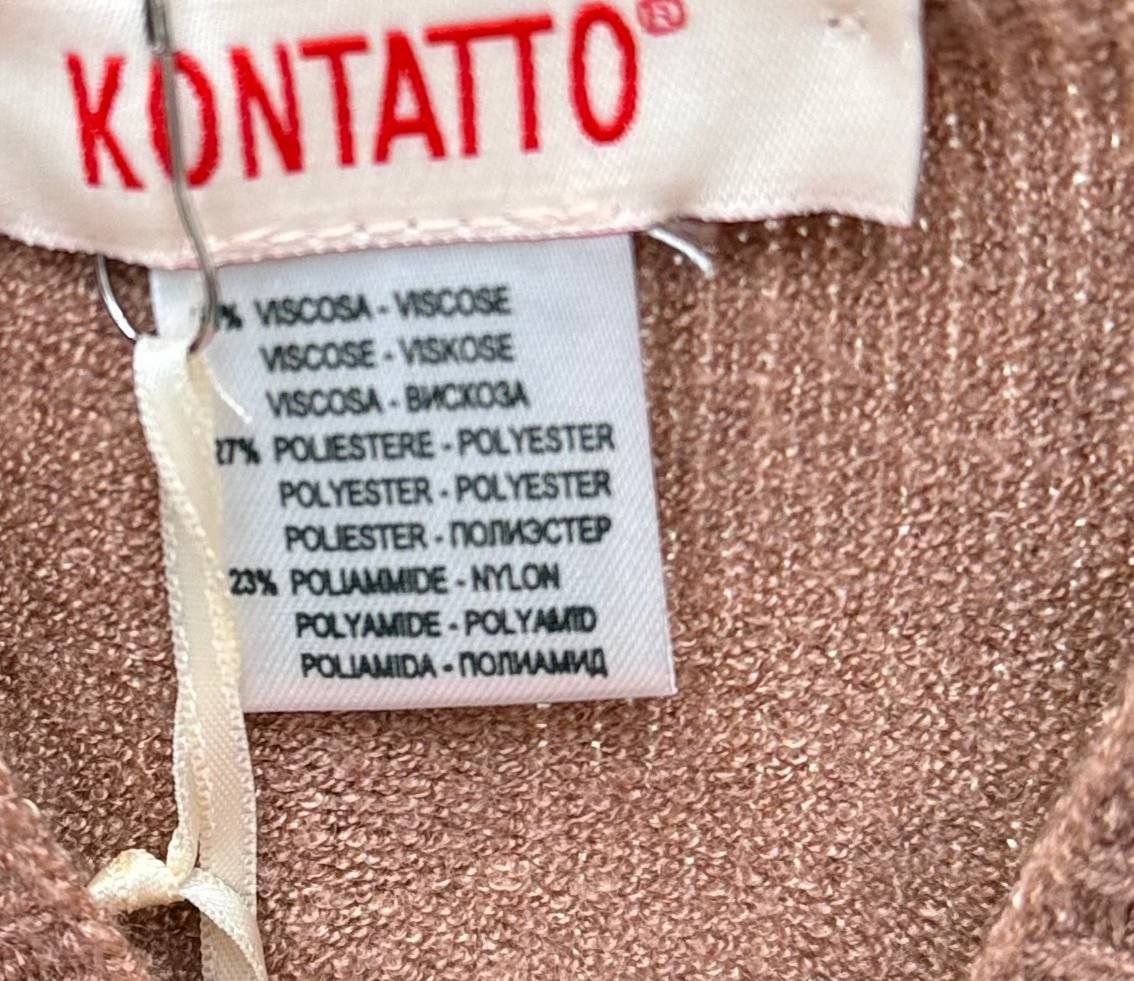 KONTATTO®
% VISCOSA - VISCOSE
VISCOSE - VISKOSE
VISCOSA - ВИСКОЗА
27% POLIESTERE - POLYESTER
POLYESTER - POLYESTER
POLIESTER - ПОЛИЭСТЕР
23% POLIAMMIDE - NYLON
POLYAMIDE - POLYAMID
POLIAMIDA - ПОЛИАМИД